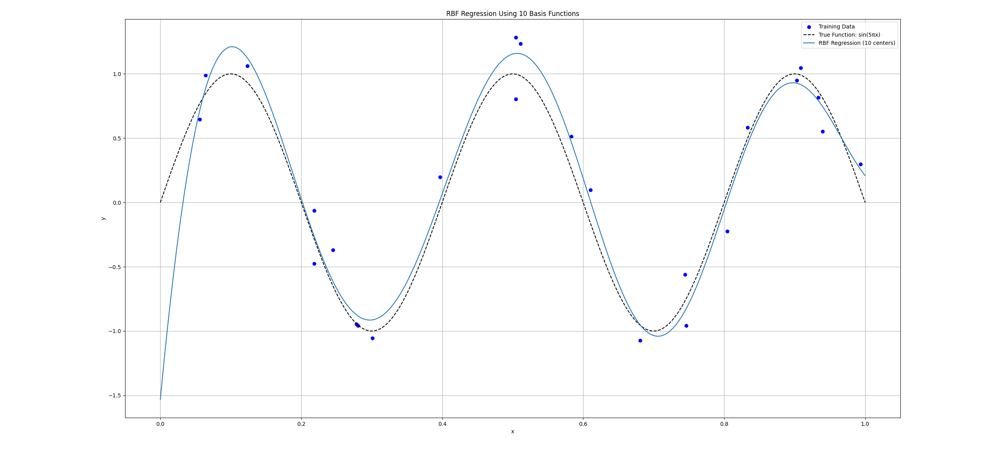 RBF Regression Using 10 Basis Functions
Training Data
True Function: sin(5πx)
RBF Regression (10 centers)
1.0
0.5
0.0
−0.5
−1.0
−1.5
y
0.0 0.2 0.4 0.6 0.8 1.0
x